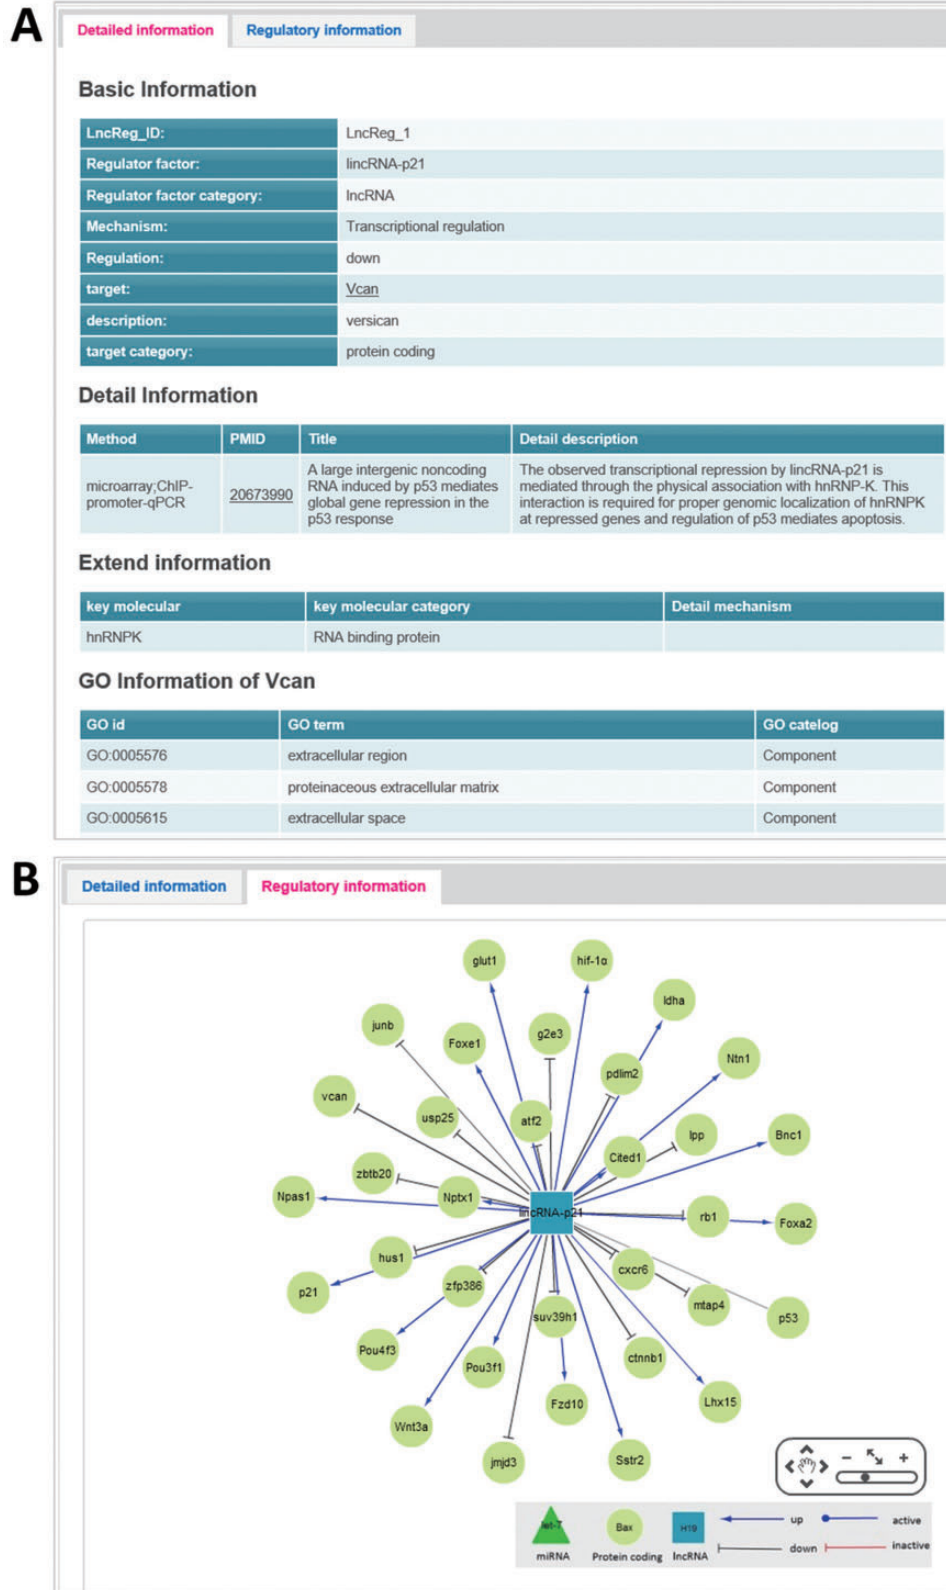 A
Detailed information Regulatory information
Basic Information
LncReg_ID: LncReg_1
Regulator factor: lincRNA-p21
Regulator factor category: lncRNA
Mechanism: Transcriptional regulation
Regulation: down
target: Vcan
description: versican
target category: protein coding
Detail Information
Method PMID Title Detail description
microarray;ChIP-promoter-qPCR 20673990 A large intergenic noncoding RNA induced by p53 mediates global gene repression in the p53 response The observed transcriptional repression by lincRNA-p21 is mediated through the physical association with hnRNP-K. This interaction is required for proper genomic localization of hnRNPK at repressed genes and regulation of p53 mediates apoptosis.
Extend information
key molecular key molecular category Detail mechanism
hnRNPK RNA binding protein
GO Information of Vcan
GO id GO term GO catelog
GO:0005576 extracellular region Component
GO:0005578 proteinaceous extracellular matrix Component
GO:0005615 extracellular space Component
B
Detailed information Regulatory information
glut1 hif-1α
ldha
junb g2e3
Foxe1 Ntn1
pdlim2
vcan
usp25 atf2
lpp Bnc1
Cited1
zbtb20
Npas1 Nptx1
lincRNA-p21 rb1 Foxa2
hus1
cxcr6
p21 zfp386
mtap4
suv39h1 p53
Pou4f3
ctnnb1
Pou3f1
Lhx15
Fzd10
Wnt3a
jmjd3 Sstr2
let-7 Bax H19 up active
miRNA Protein coding lncRNA down inactive